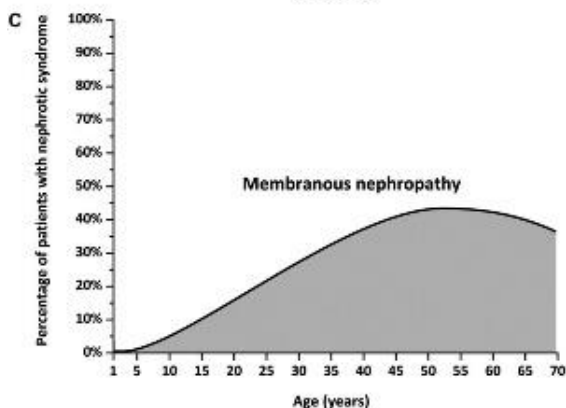 C
Percentage of patients with nephrotic syndrome
100%
90%
80%
70%
60%
50%
40%
30%
20%
10%
0%
Membranous nephropathy
1 5 10 15 20 25 30 35 40 45 50 53 55 60 65 70
Age (years)